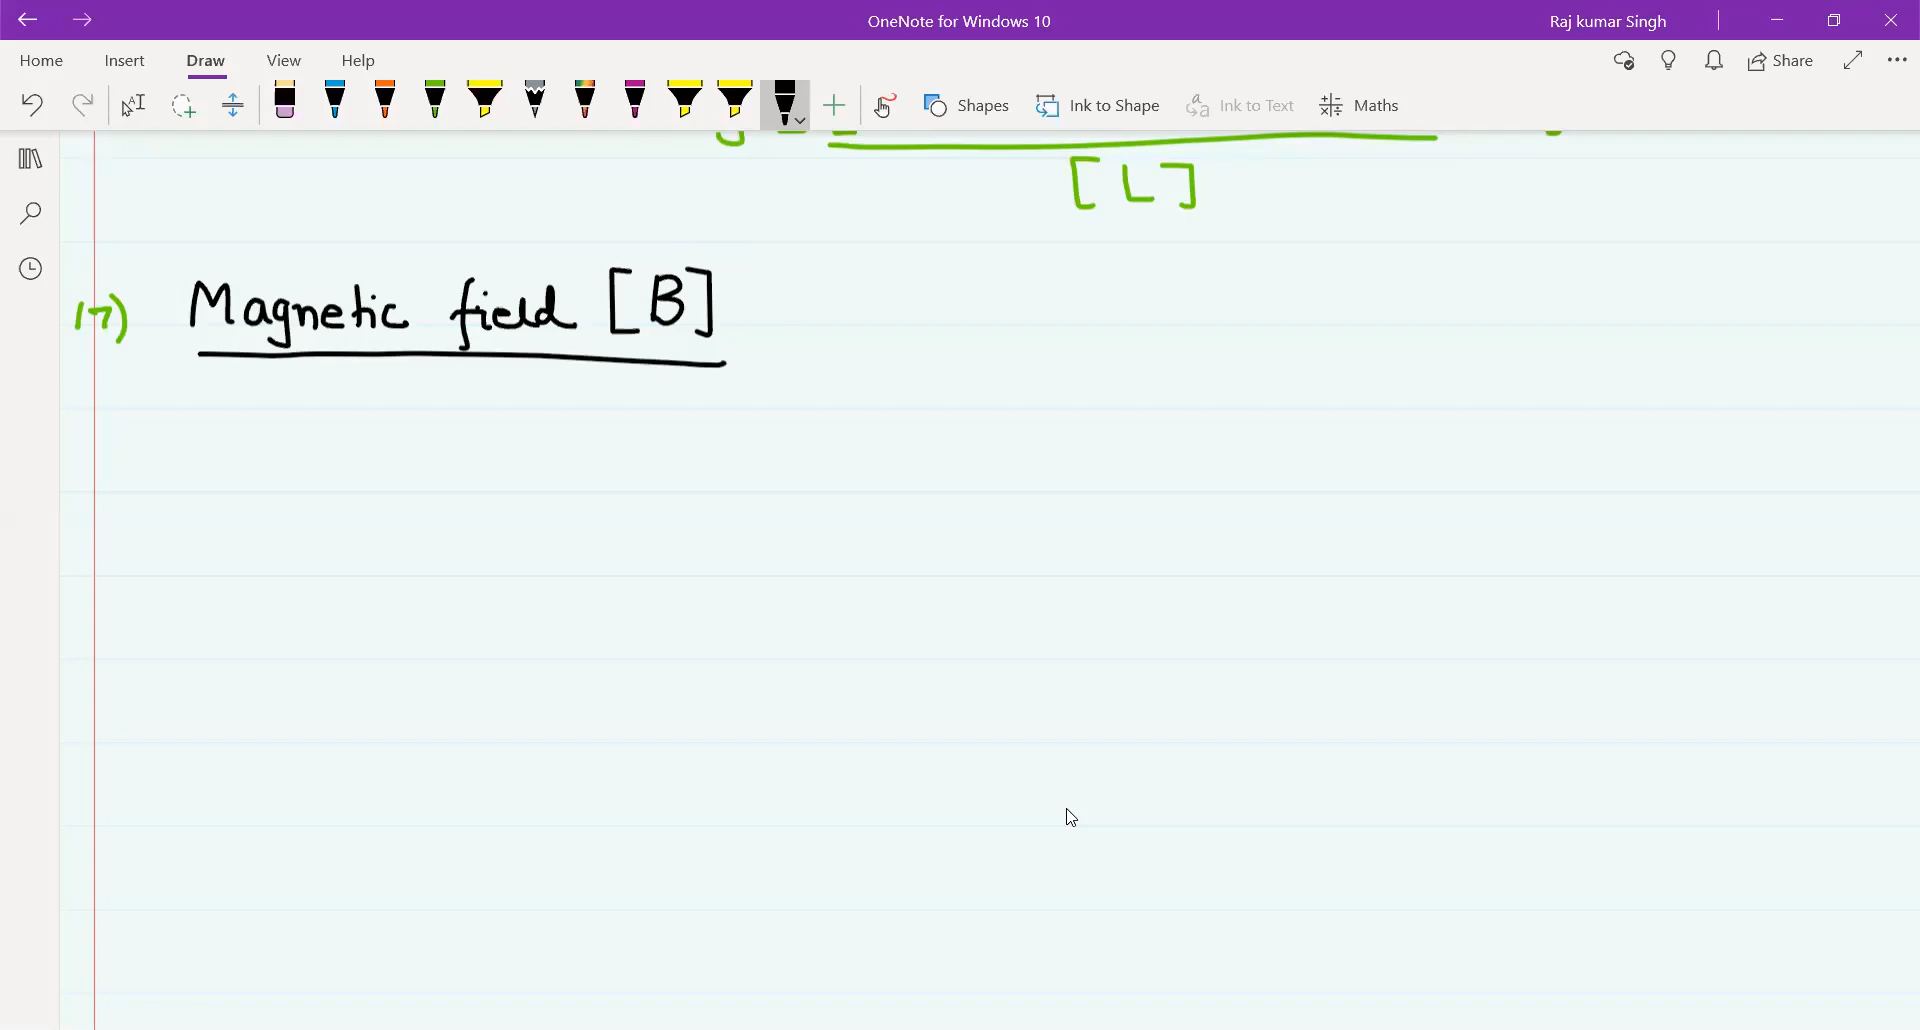 OneNote for Windows 10
Raj kumar Singh
Home Insert Draw View Help
Share
Shapes Ink to Shape Ink to Text Maths
[L]
17) Magnetic field [B]